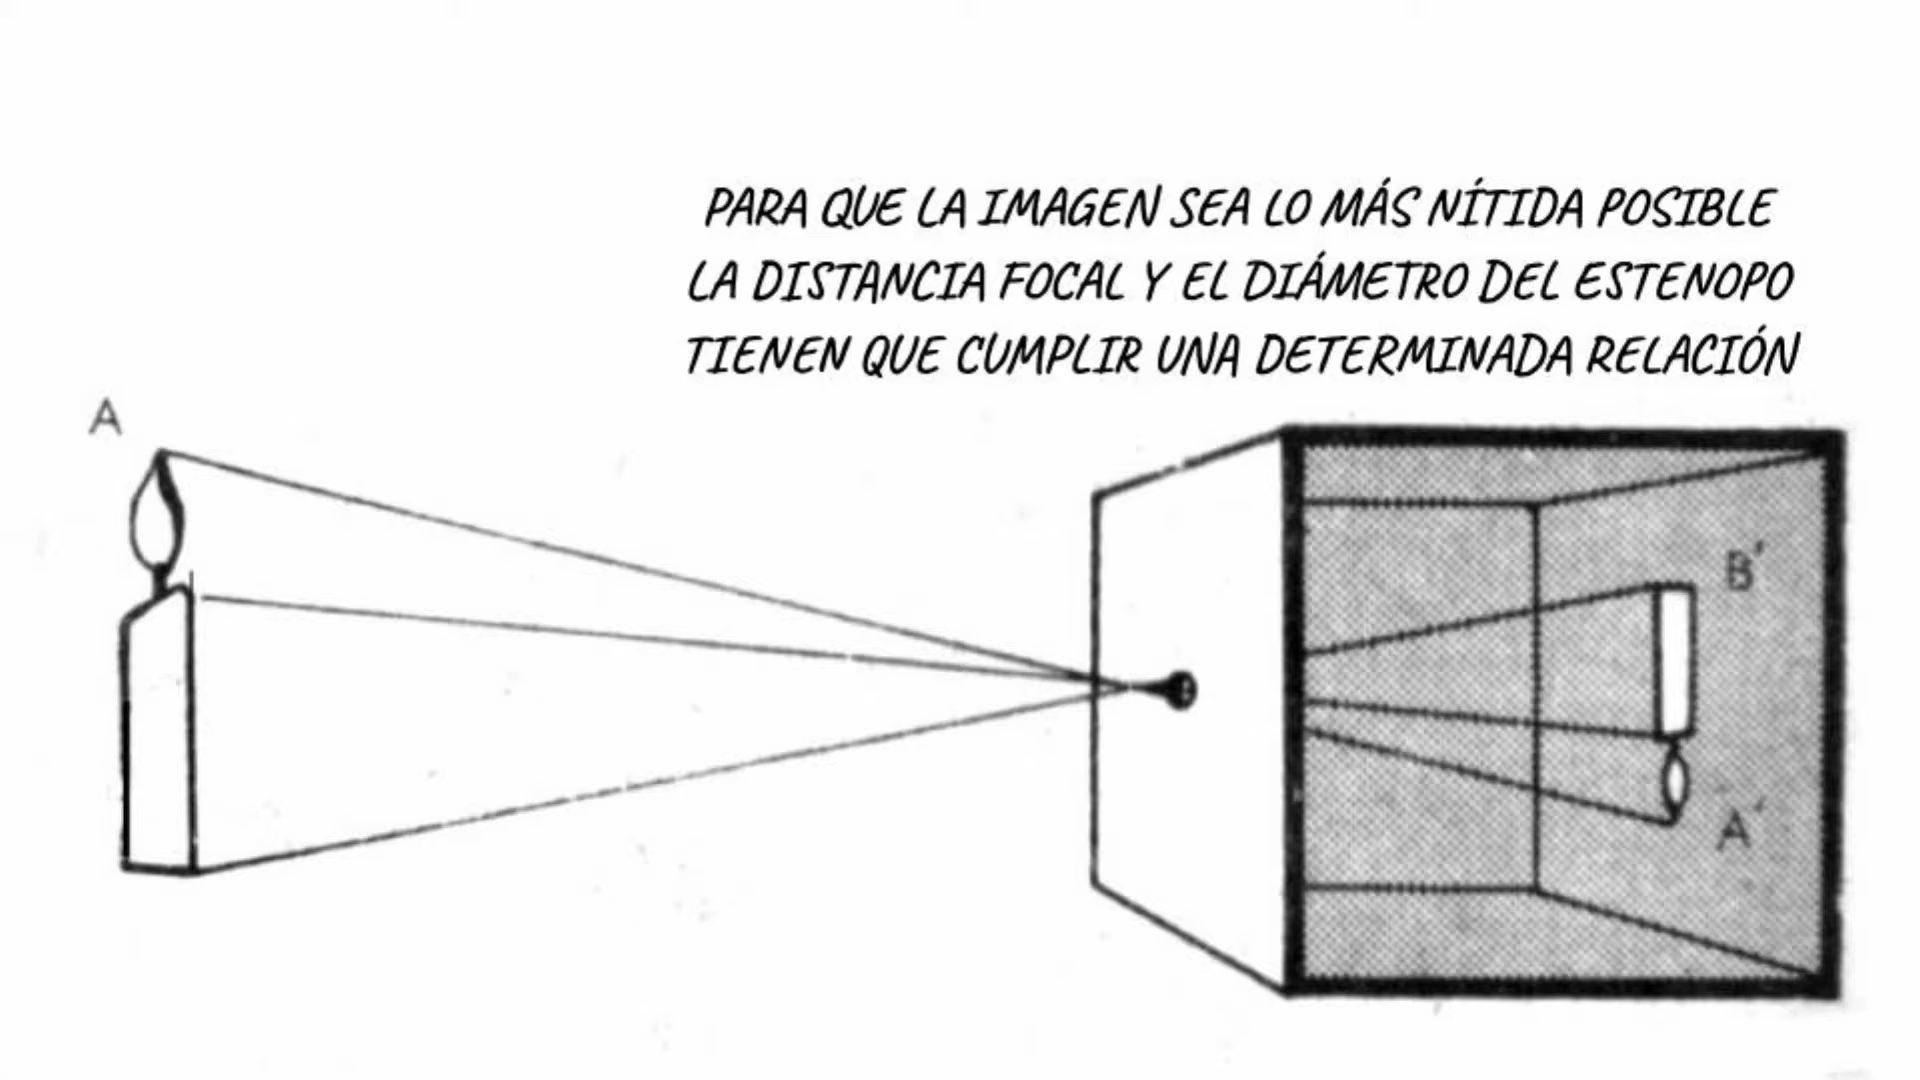 PARA QUE LA IMAGEN SEA LO MÁS NÍTIDA POSIBLE
LA DISTANCIA FOCAL Y EL DIÁMETRO DEL ESTENOPO
TIENEN QUE CUMPLIR UNA DETERMINADA RELACIÓN
A
B'
A'